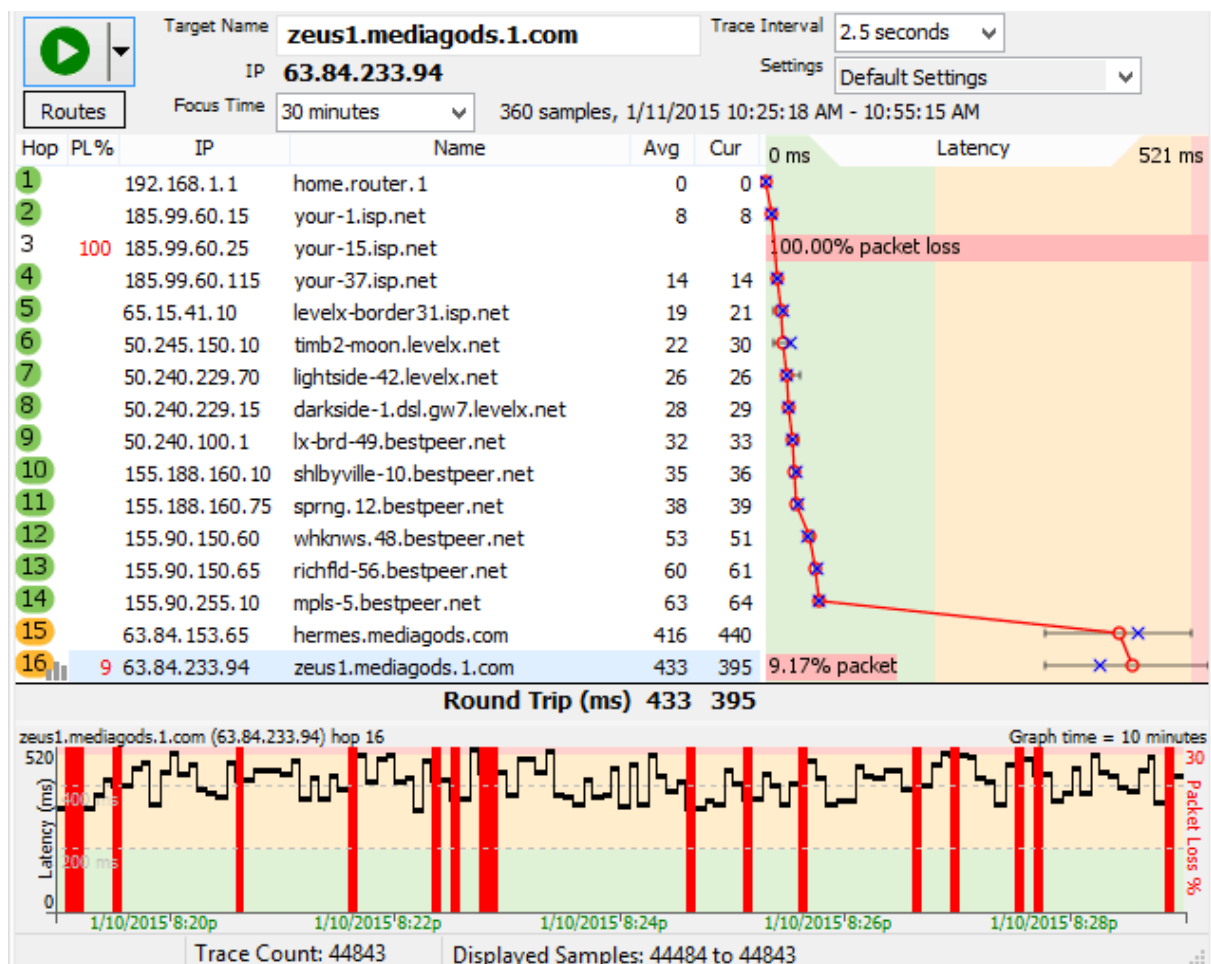 Target Name zeus1.mediagods.1.com Trace Interval 2.5 seconds
IP 63.84.233.94 Settings Default Settings
Routes Focus Time 30 minutes 360 samples, 1/11/2015 10:25:18 AM - 10:55:15 AM
Hop PL% IP Name Avg Cur 0 ms Latency 521 ms
1 192.168.1.1 home.router.1 0 0
2 185.99.60.15 your-1.isp.net 8 8
3 100 185.99.60.25 your-15.isp.net 100.00% packet loss
4 185.99.60.115 your-37.isp.net 14 14
5 65.15.41.10 levelx-border31.isp.net 19 21
6 50.245.150.10 timb2-moon.levelx.net 22 30
7 50.240.229.70 lightside-42.levelx.net 26 26
8 50.240.229.15 darkside-1.dsl.gw7.levelx.net 28 29
9 50.240.100.1 lx-brd-49.bestpeer.net 32 33
10 155.188.160.10 shlbyville-10.bestpeer.net 35 36
11 155.188.160.75 sprng.12.bestpeer.net 38 39
12 155.90.150.60 whknws.48.bestpeer.net 53 51
13 155.90.150.65 richfld-56.bestpeer.net 60 61
14 155.90.255.10 mpls-5.bestpeer.net 63 64
15 63.84.153.65 hermes.mediagods.com 416 440
16 9 63.84.233.94 zeus1.mediagods.1.com 433 395 9.17% packet
Round Trip (ms) 433 395
zeus1.mediagods.1.com (63.84.233.94) hop 16 Graph time = 10 minutes
520 30
Latency (ms)
400 ms
200 ms
0
Packet Loss %
1/10/2015 8:20p 1/10/2015 8:22p 1/10/2015 8:24p 1/10/2015 8:26p 1/10/2015 8:28p
Trace Count: 44843 Displayed Samples: 44484 to 44843